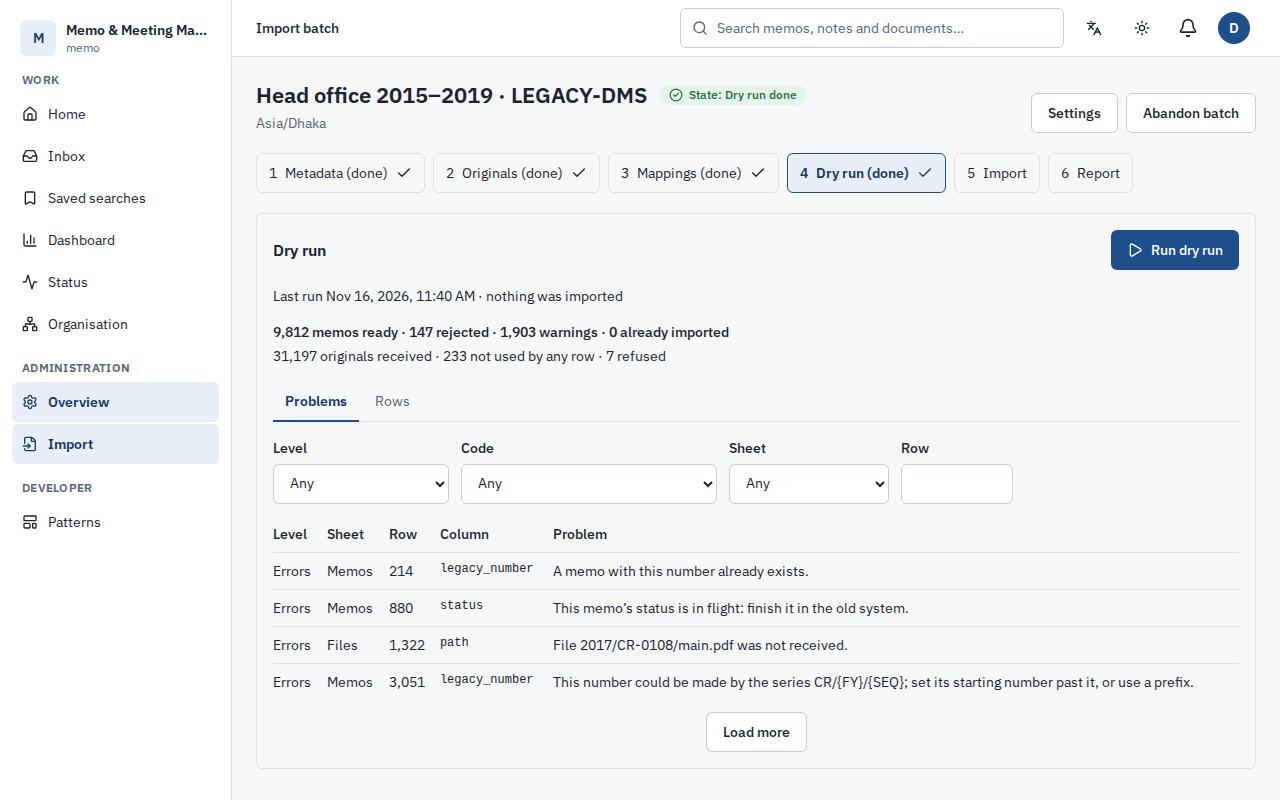 M
Memo & Meeting Ma...
memo
WORK
Home
Inbox
Saved searches
Dashboard
Status
Organisation
ADMINISTRATION
Overview
Import
DEVELOPER
Patterns
Import batch
Search memos, notes and documents...
D
Head office 2015–2019 · LEGACY-DMS
State: Dry run done
Asia/Dhaka
Settings
Abandon batch
1 Metadata (done)
2 Originals (done)
3 Mappings (done)
4 Dry run (done)
5 Import
6 Report
Dry run
Run dry run
Last run Nov 16, 2026, 11:40 AM · nothing was imported
9,812 memos ready · 147 rejected · 1,903 warnings · 0 already imported
31,197 originals received · 233 not used by any row · 7 refused
Problems Rows
Level Code Sheet Row
Any Any Any
Level Sheet Row Column Problem
Errors Memos 214 legacy_number A memo with this number already exists.
Errors Memos 880 status This memo’s status is in flight: finish it in the old system.
Errors Files 1,322 path File 2017/CR-0108/main.pdf was not received.
Errors Memos 3,051 legacy_number This number could be made by the series CR/{FY}/{SEQ}; set its starting number past it, or use a prefix.
Load more